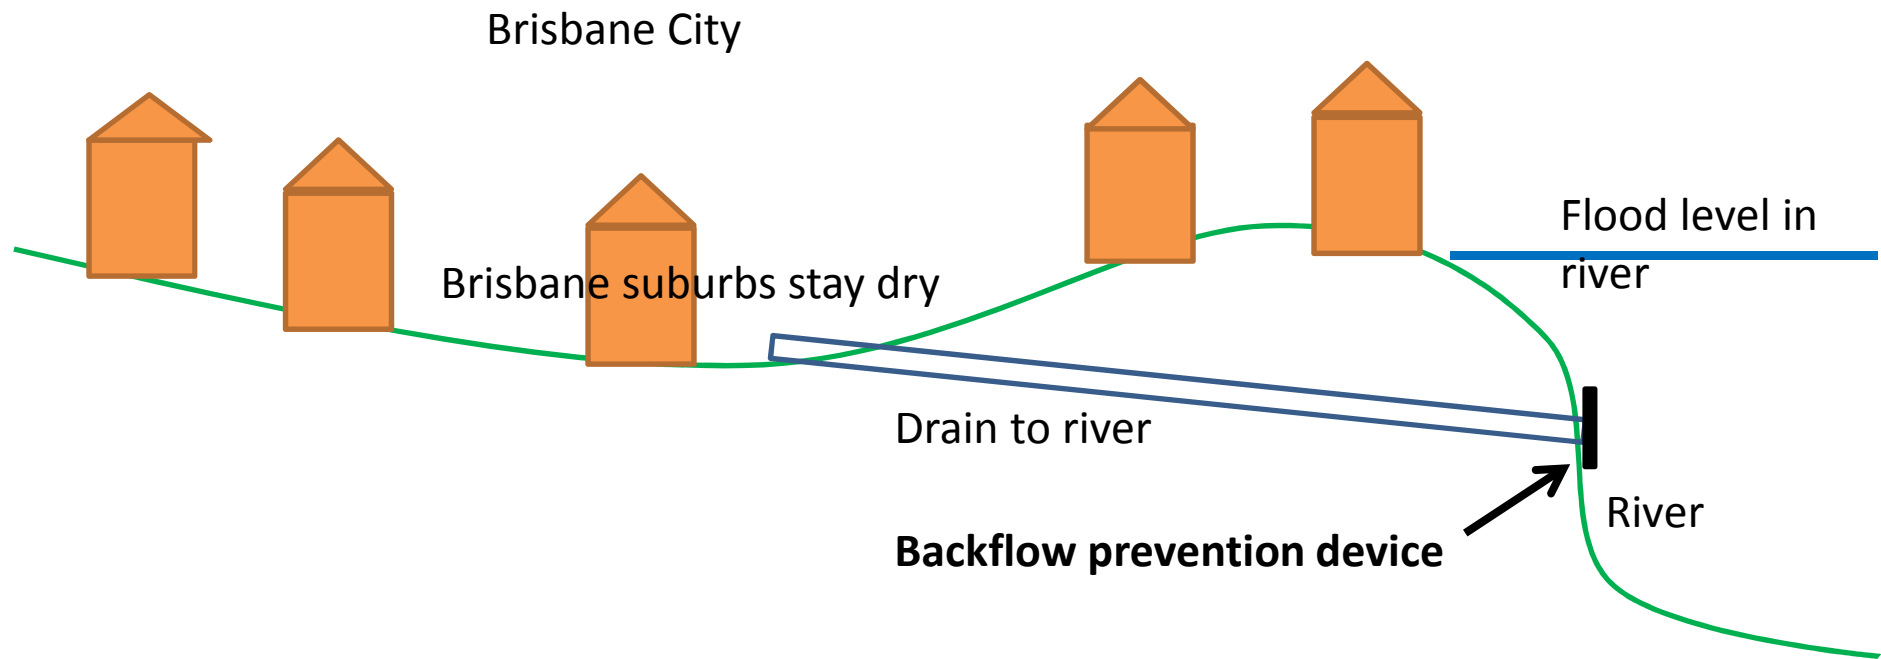 Brisbane City
Flood level in
river
Brisbane suburbs stay dry
Drain to river
River
Backflow prevention device